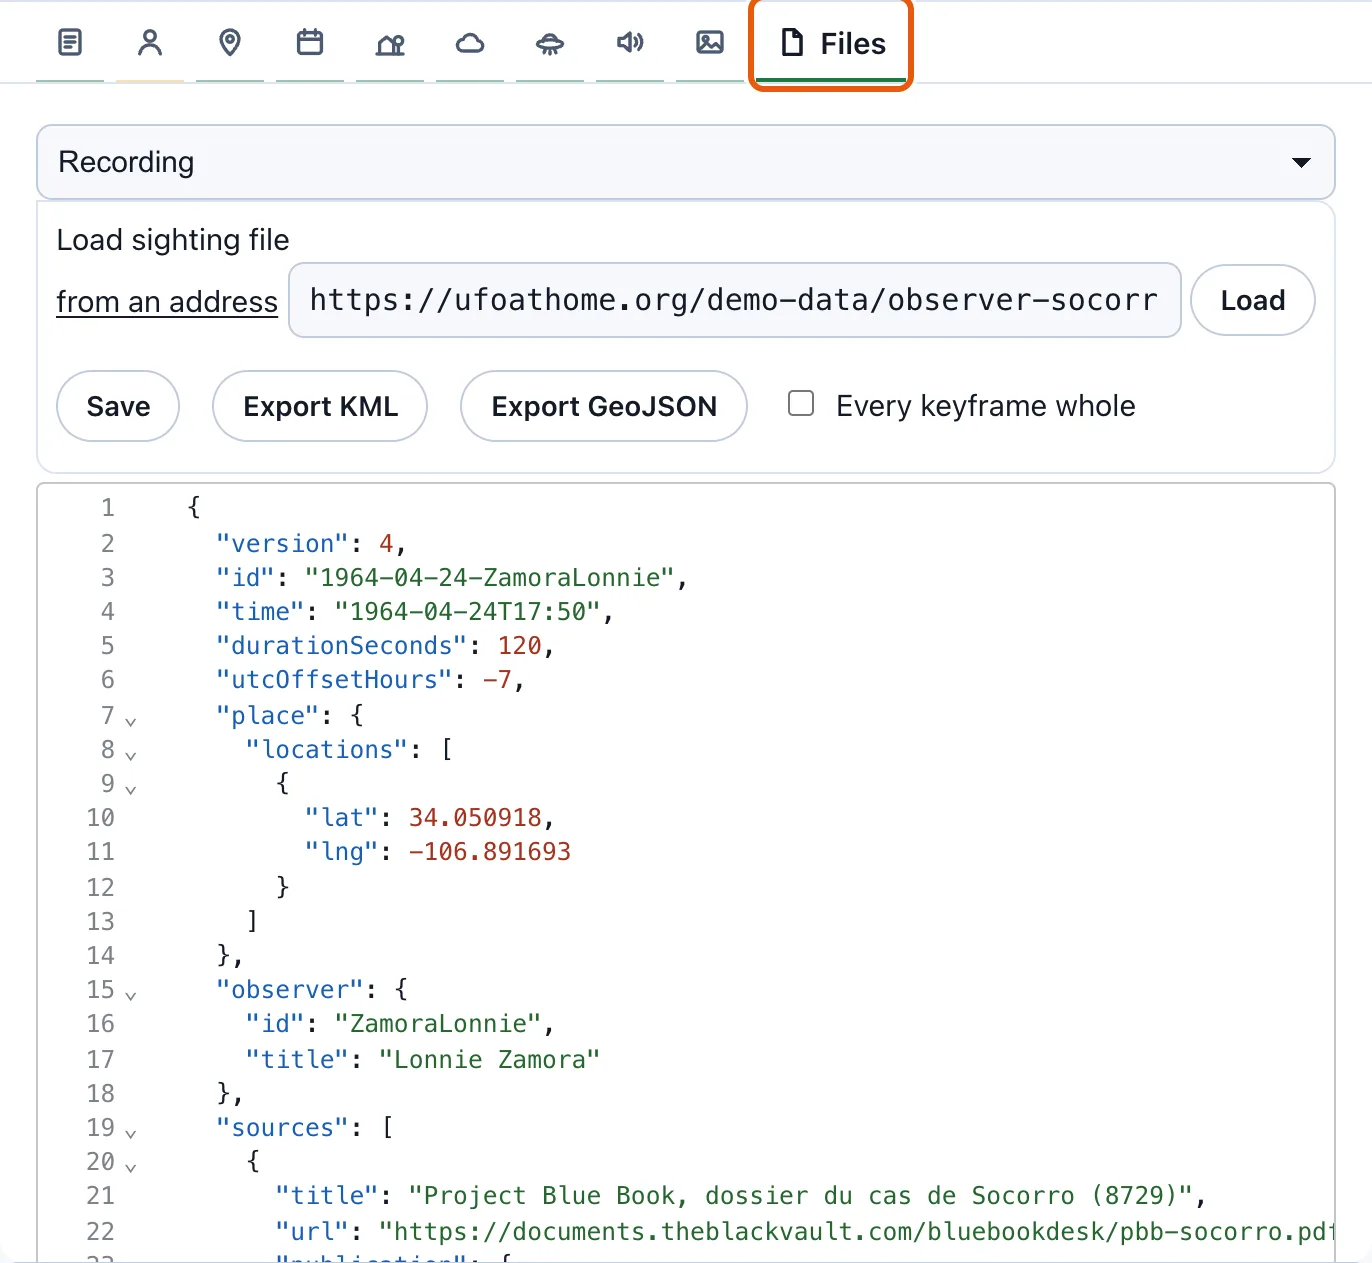 Files
Recording
Load sighting file
from an address https://ufoathome.org/demo-data/observer-socorr Load
Save Export KML Export GeoJSON Every keyframe whole
1 {
2 "version": 4,
3 "id": "1964-04-24-ZamoraLonnie",
4 "time": "1964-04-24T17:50",
5 "durationSeconds": 120,
6 "utcOffsetHours": -7,
7 "place": {
8 "locations": [
9 {
10 "lat": 34.050918,
11 "lng": -106.891693
12 }
13 ]
14 },
15 "observer": {
16 "id": "ZamoraLonnie",
17 "title": "Lonnie Zamora"
18 },
19 "sources": [
20 {
21 "title": "Project Blue Book, dossier du cas de Socorro (8729)",
22 "url": "https://documents.theblackvault.com/bluebookdesk/pbb-socorro.pdf